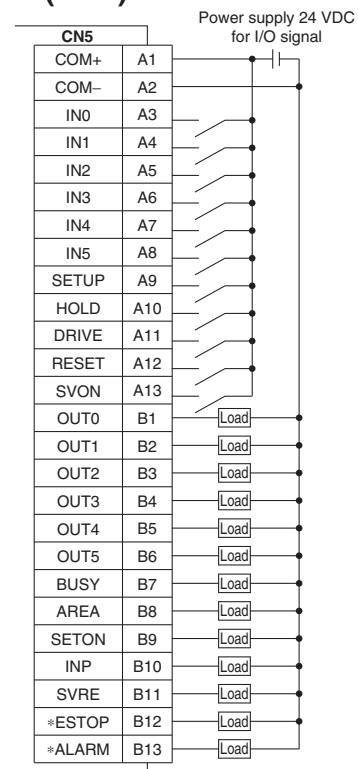 Power supply 24 VDC
for I/O signal
CN5
COM+ A1
COM− A2
IN0 A3
IN1 A4
IN2 A5
IN3 A6
IN4 A7
IN5 A8
SETUP A9
HOLD A10
DRIVE A11
RESET A12
SVON A13
OUT0 B1 Load
OUT1 B2 Load
OUT2 B3 Load
OUT3 B4 Load
OUT4 B5 Load
OUT5 B6 Load
BUSY B7 Load
AREA B8 Load
SETON B9 Load
INP B10 Load
SVRE B11 Load
*ESTOP B12 Load
*ALARM B13 Load